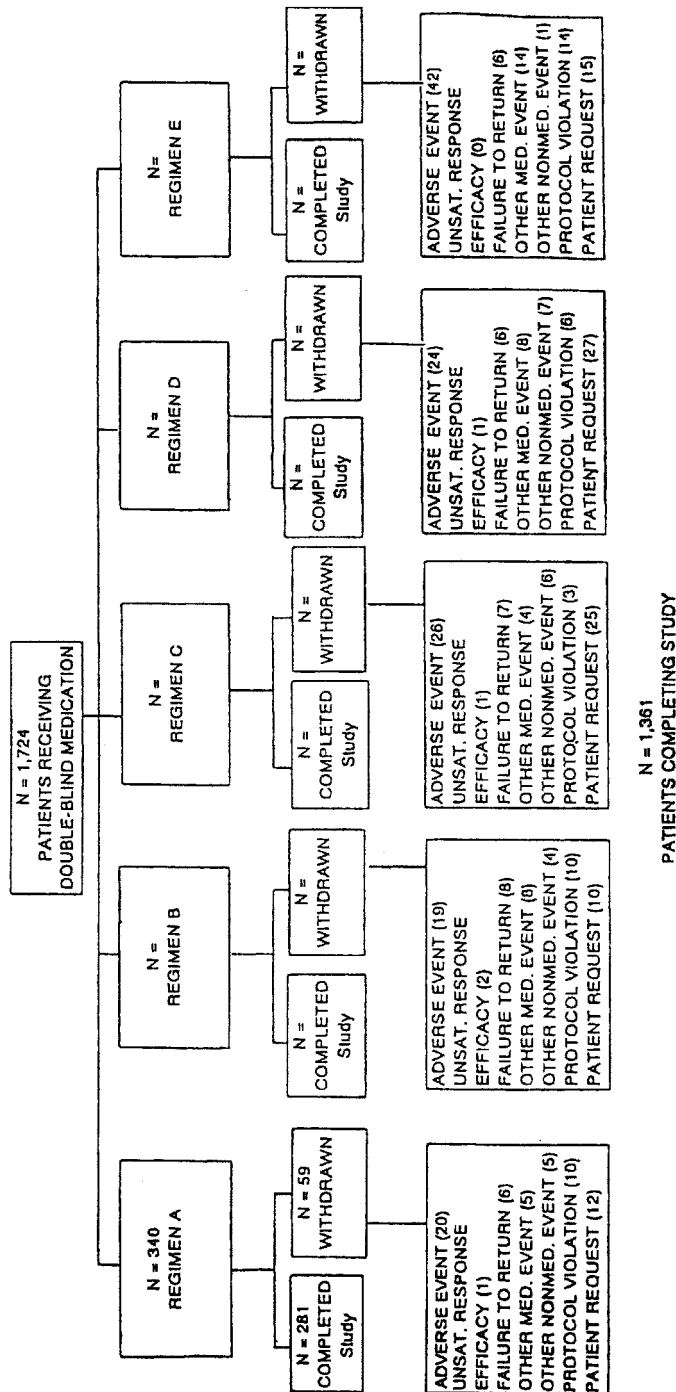 N = 1,724
PATIENTS RECEIVING
DOUBLE-BLIND MEDICATION
N = 340
REGIMEN A
N =
REGIMEN B
N =
REGIMEN C
N =
REGIMEN D
N=
REGIMEN E
N = 281
COMPLETED
Study
N = 59
WITHDRAWN
N =
COMPLETED
Study
N =
WITHDRAWN
N =
COMPLETED
Study
N =
WITHDRAWN
N =
COMPLETED
Study
N =
WITHDRAWN
N =
COMPLETED
Study
N =
WITHDRAWN
ADVERSE EVENT (20)
UNSAT. RESPONSE
EFFICACY (1)
FAILURE TO RETURN (6)
OTHER MED. EVENT (5)
OTHER NONMED. EVENT (5)
PROTOCOL VIOLATION (10)
PATIENT REQUEST (12)
ADVERSE EVENT (19)
UNSAT. RESPONSE
EFFICACY (2)
FAILURE TO RETURN (8)
OTHER MED. EVENT (8)
OTHER NONMED. EVENT (4)
PROTOCOL VIOLATION (10)
PATIENT REQUEST (10)
ADVERSE EVENT (26)
UNSAT. RESPONSE
EFFICACY (1)
FAILURE TO RETURN (7)
OTHER MED. EVENT (4)
OTHER NONMED. EVENT (6)
PROTOCOL VIOLATION (3)
PATIENT REQUEST (25)
ADVERSE EVENT (24)
UNSAT. RESPONSE
EFFICACY (1)
FAILURE TO RETURN (6)
OTHER MED. EVENT (8)
OTHER NONMED. EVENT (7)
PROTOCOL VIOLATION (6)
PATIENT REQUEST (27)
ADVERSE EVENT (42)
UNSAT. RESPONSE
EFFICACY (0)
FAILURE TO RETURN (6)
OTHER MED. EVENT (14)
OTHER NONMED. EVENT (1)
PROTOCOL VIOLATION (14)
PATIENT REQUEST (15)
N = 1,361
PATIENTS COMPLETING STUDY